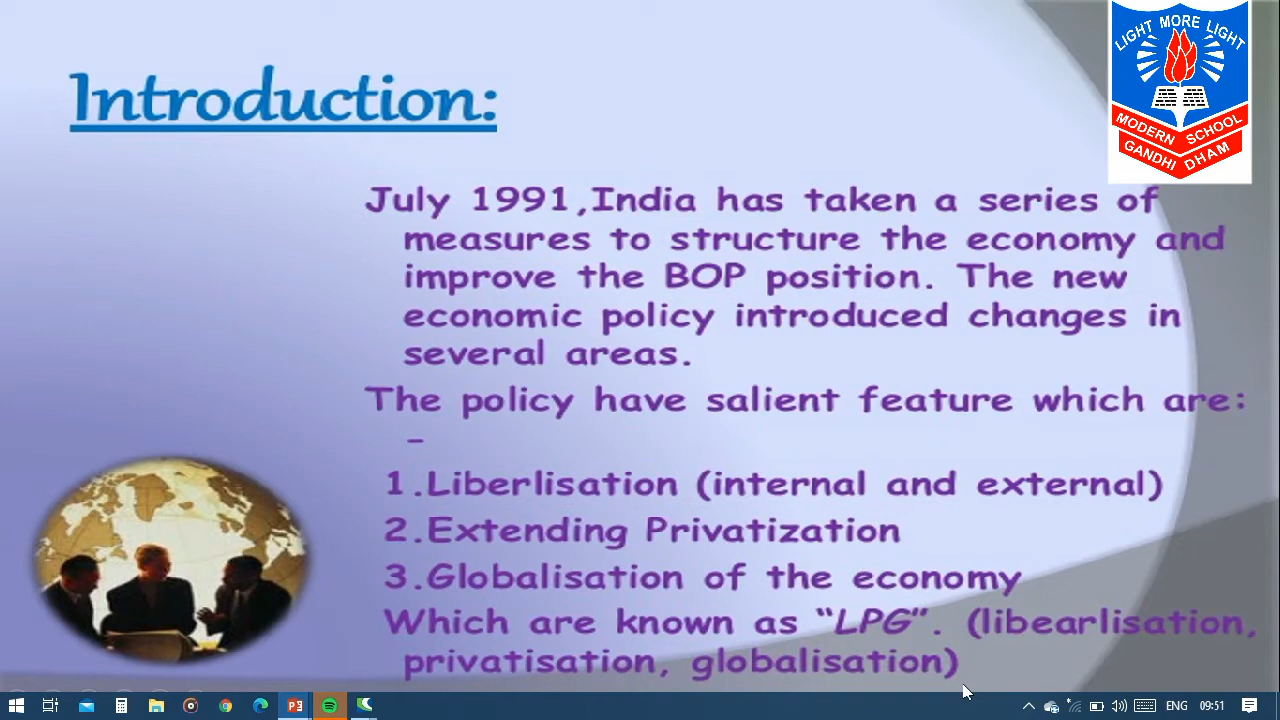 LIGHT MORE LIGHT
MODERN SCHOOL
GANDHI DHAM
Introduction:
July 1991,India has taken a series of
measures to structure the economy and
improve the BOP position. The new
economic policy introduced changes in
several areas.
The policy have salient feature which are:
-
1.Liberlisation (internal and external)
2.Extending Privatization
3.Globalisation of the economy
Which are known as “LPG”. (libearlisation,
privatisation, globalisation)
ENG
09:51